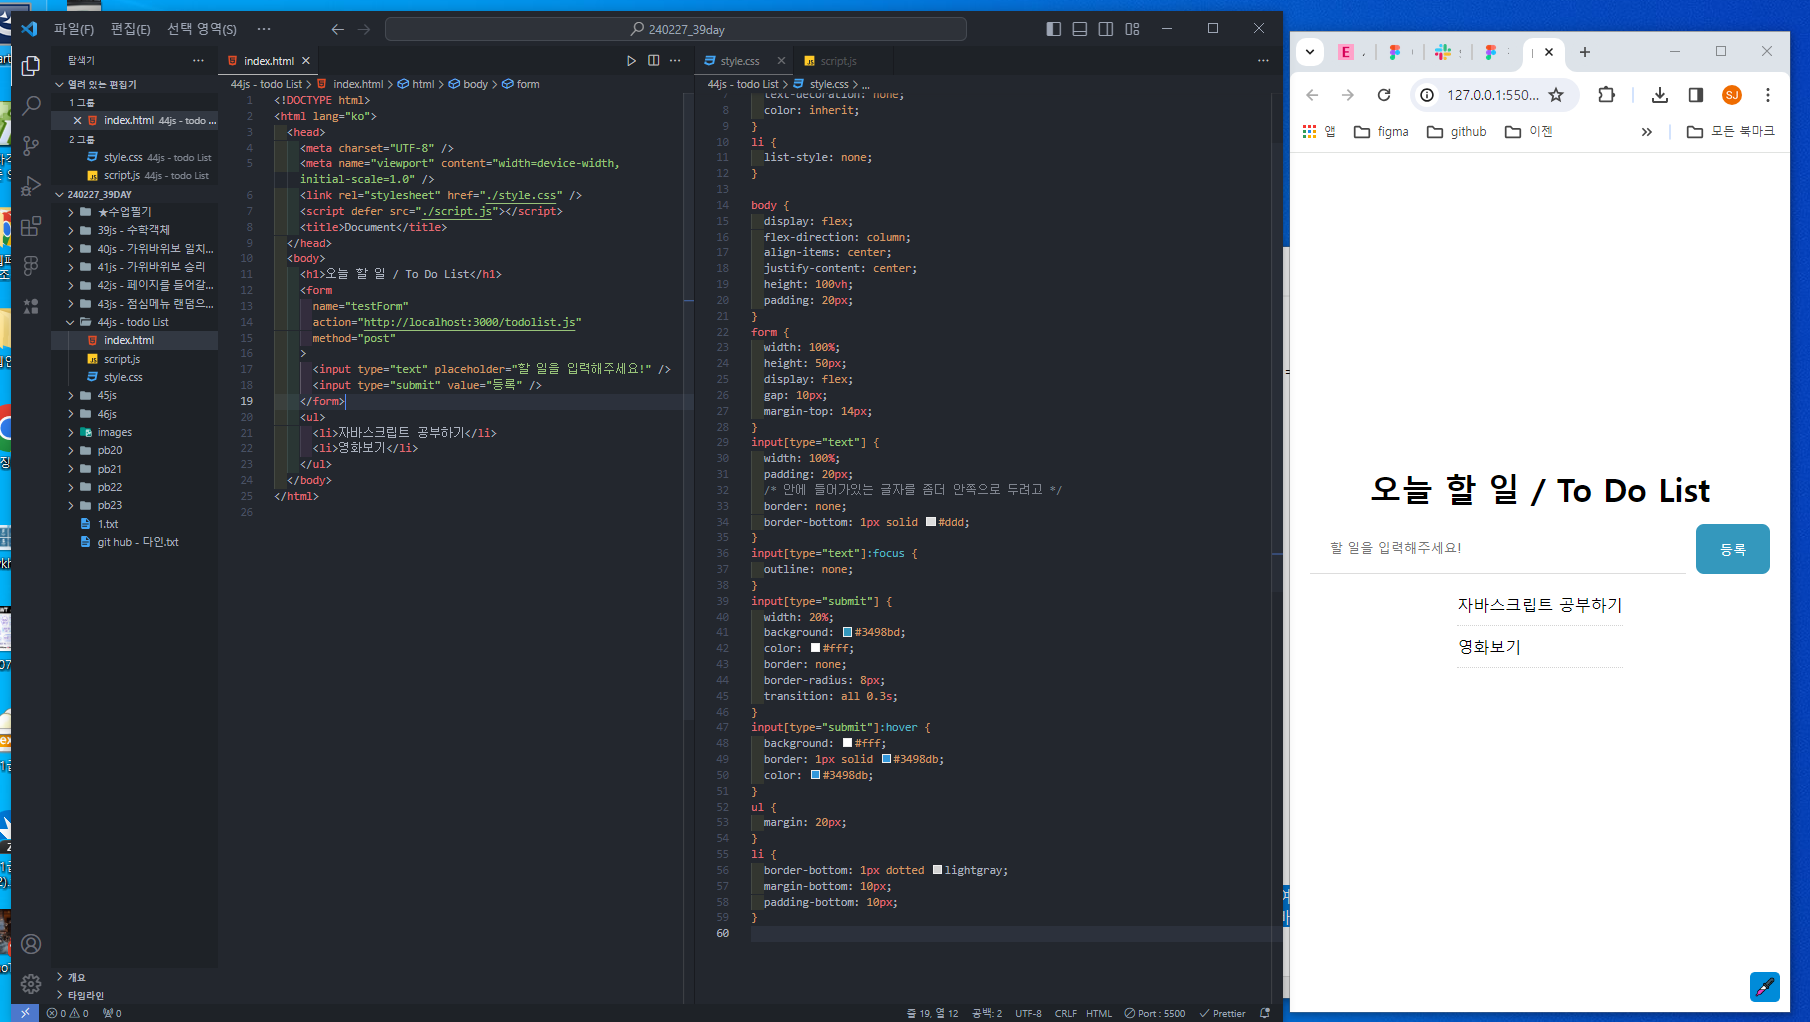 파일(F) 편집(E) 선택 영역(S) ···
240227_39day
탐색기
열려 있는 편집기
1 그룹
index.html 44js - todo ...
2 그룹
style.css 44js - todo List
script.js 44js - todo List
240227_39DAY
★수업필기
39js - 수학객체
40js - 가위바위보 일치...
41js - 가위바위보 승리
42js - 페이지를 들어갈...
43js - 점심메뉴 랜덤으...
44js - todo List
index.html
script.js
style.css
45js
46js
images
pb20
pb21
pb22
pb23
1.txt
git hub - 다인.txt
개요
타임라인
index.html
44js - todo List > index.html > html > body > form
1 <!DOCTYPE html>
2 <html lang="ko">
3 <head>
4 <meta charset="UTF-8" />
5 <meta name="viewport" content="width=device-width,
initial-scale=1.0" />
6 <link rel="stylesheet" href="./style.css" />
7 <script defer src="./script.js"></script>
8 <title>Document</title>
9 </head>
10 <body>
11 <h1>오늘 할 일 / To Do List</h1>
12 <form
13 name="testForm"
14 action="http://localhost:3000/todolist.js"
15 method="post"
16 >
17 <input type="text" placeholder="할 일을 입력해주세요!" />
18 <input type="submit" value="등록" />
19 </form>
20 <ul>
21 <li>자바스크립트 공부하기</li>
22 <li>영화보기</li>
23 </ul>
24 </body>
25 </html>
26
style.css script.js
44js - todo List > style.css > ...
7 text-decoration: none;
8 color: inherit;
9 }
10 li {
11 list-style: none;
12 }
13
14 body {
15 display: flex;
16 flex-direction: column;
17 align-items: center;
18 justify-content: center;
19 height: 100vh;
20 padding: 20px;
21 }
22 form {
23 width: 100%;
24 height: 50px;
25 display: flex;
26 gap: 10px;
27 margin-top: 14px;
28 }
29 input[type="text"] {
30 width: 100%;
31 padding: 20px;
32 /* 안에 들어가있는 글자를 좀더 안쪽으로 두려고 */
33 border: none;
34 border-bottom: 1px solid #ddd;
35 }
36 input[type="text"]:focus {
37 outline: none;
38 }
39 input[type="submit"] {
40 width: 20%;
41 background: #3498bd;
42 color: #fff;
43 border: none;
44 border-radius: 8px;
45 transition: all 0.3s;
46 }
47 input[type="submit"]:hover {
48 background: #fff;
49 border: 1px solid #3498db;
50 color: #3498db;
51 }
52 ul {
53 margin: 20px;
54 }
55 li {
56 border-bottom: 1px dotted lightgray;
57 margin-bottom: 10px;
58 padding-bottom: 10px;
59 }
60
0 0 0
줄 19, 열 12 공백: 2 UTF-8 CRLF HTML Port : 5500 Prettier
E
127.0.0.1:550...
SJ
앱 figma github 이젠 » 모든 북마크
오늘 할 일 / To Do List
할 일을 입력해주세요!
등록
자바스크립트 공부하기
영화보기